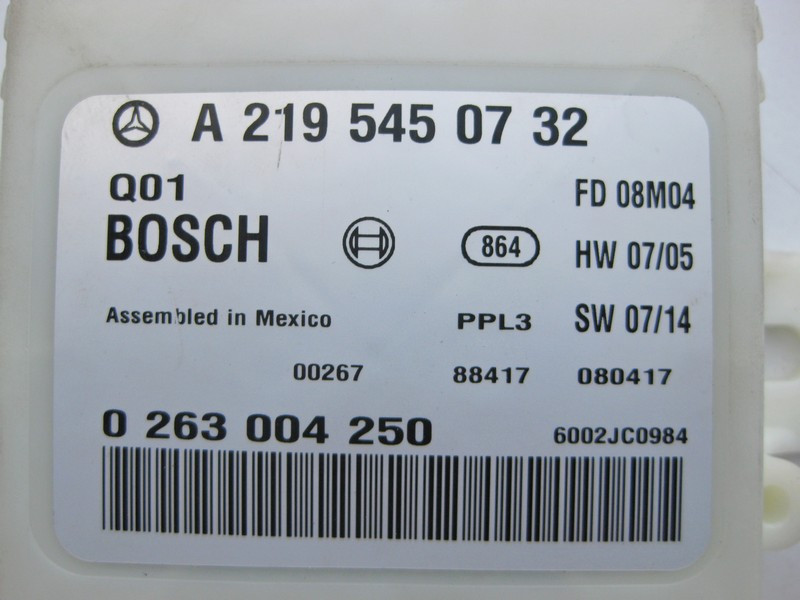 A 219 545 07 32
Q01
FD 08M04
BOSCH
864
HW 07/05
Assembled in Mexico
PPL3
SW 07/14
00267
88417
080417
0 263 004 250
6002JC0984